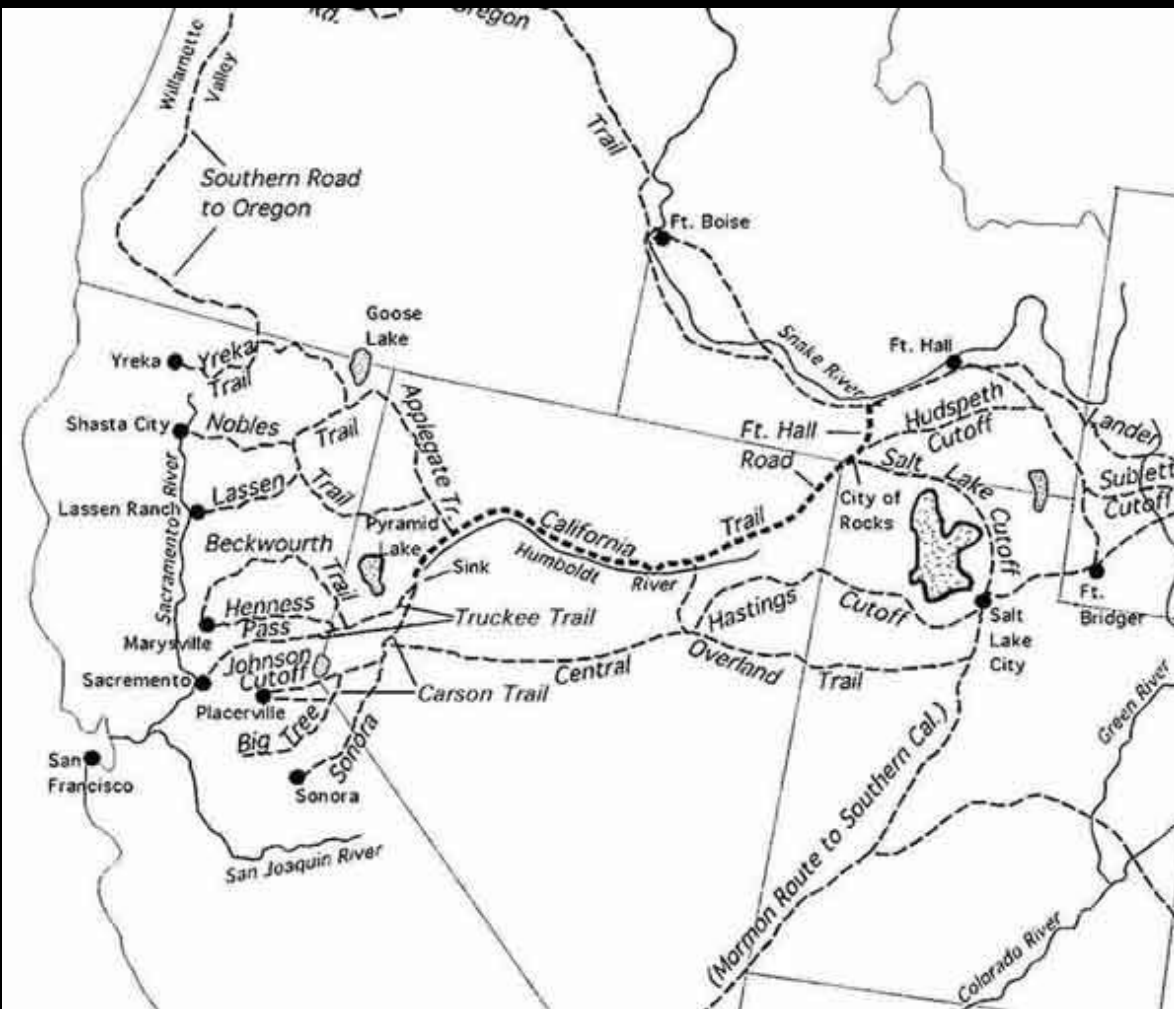 Rd.
Oregon
Trail
Willamette
Valley
Southern Road
to Oregon
Ft. Boise
Snake River
Ft. Hall
Goose
Lake
Yreka
Yreka
Trail
Shasta City
Nobles
Trail
Applegate Tr.
Hudspeth
Cutoff
Lander
Sublett
Cutoff
Ft. Hall
Road
Salt Lake Cutoff
City of
Rocks
Lassen Ranch
Lassen
Trail
Sacramento River
Pyramid
Lake
California Trail
Humboldt River
Sink
Beckwourth
Trail
Henness
Pass
Truckee Trail
Marysville
Hastings Cutoff
Salt
Lake
City
Ft.
Bridger
Johnson
Cutoff
Sacremento
Placerville
Carson Trail
Central Overland Trail
Big Tree
Sonora
Sonora
San
Francisco
San Joaquin River
(Mormon Route to Southern Cal.)
Green River
Colorado River